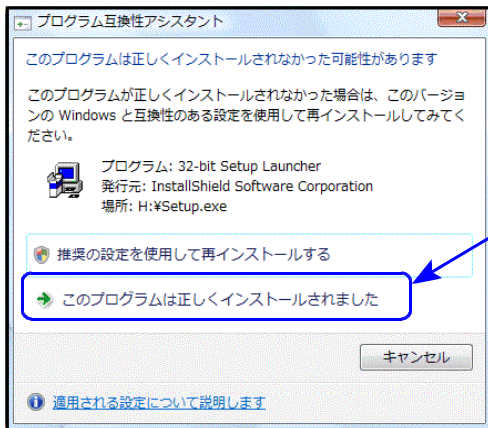 プログラム互換性アシスタント
このプログラムは正しくインストールされなかった可能性があります
このプログラムが正しくインストールされなかった場合は、このバージョ
ンの Windows と互換性のある設定を使用して再インストールしてみてく
ださい。
プログラム: 32-bit Setup Launcher
発行元: InstallShield Software Corporation
場所: H:¥Setup.exe
推奨の設定を使用して再インストールする
このプログラムは正しくインストールされました
キャンセル
適用される設定について説明します